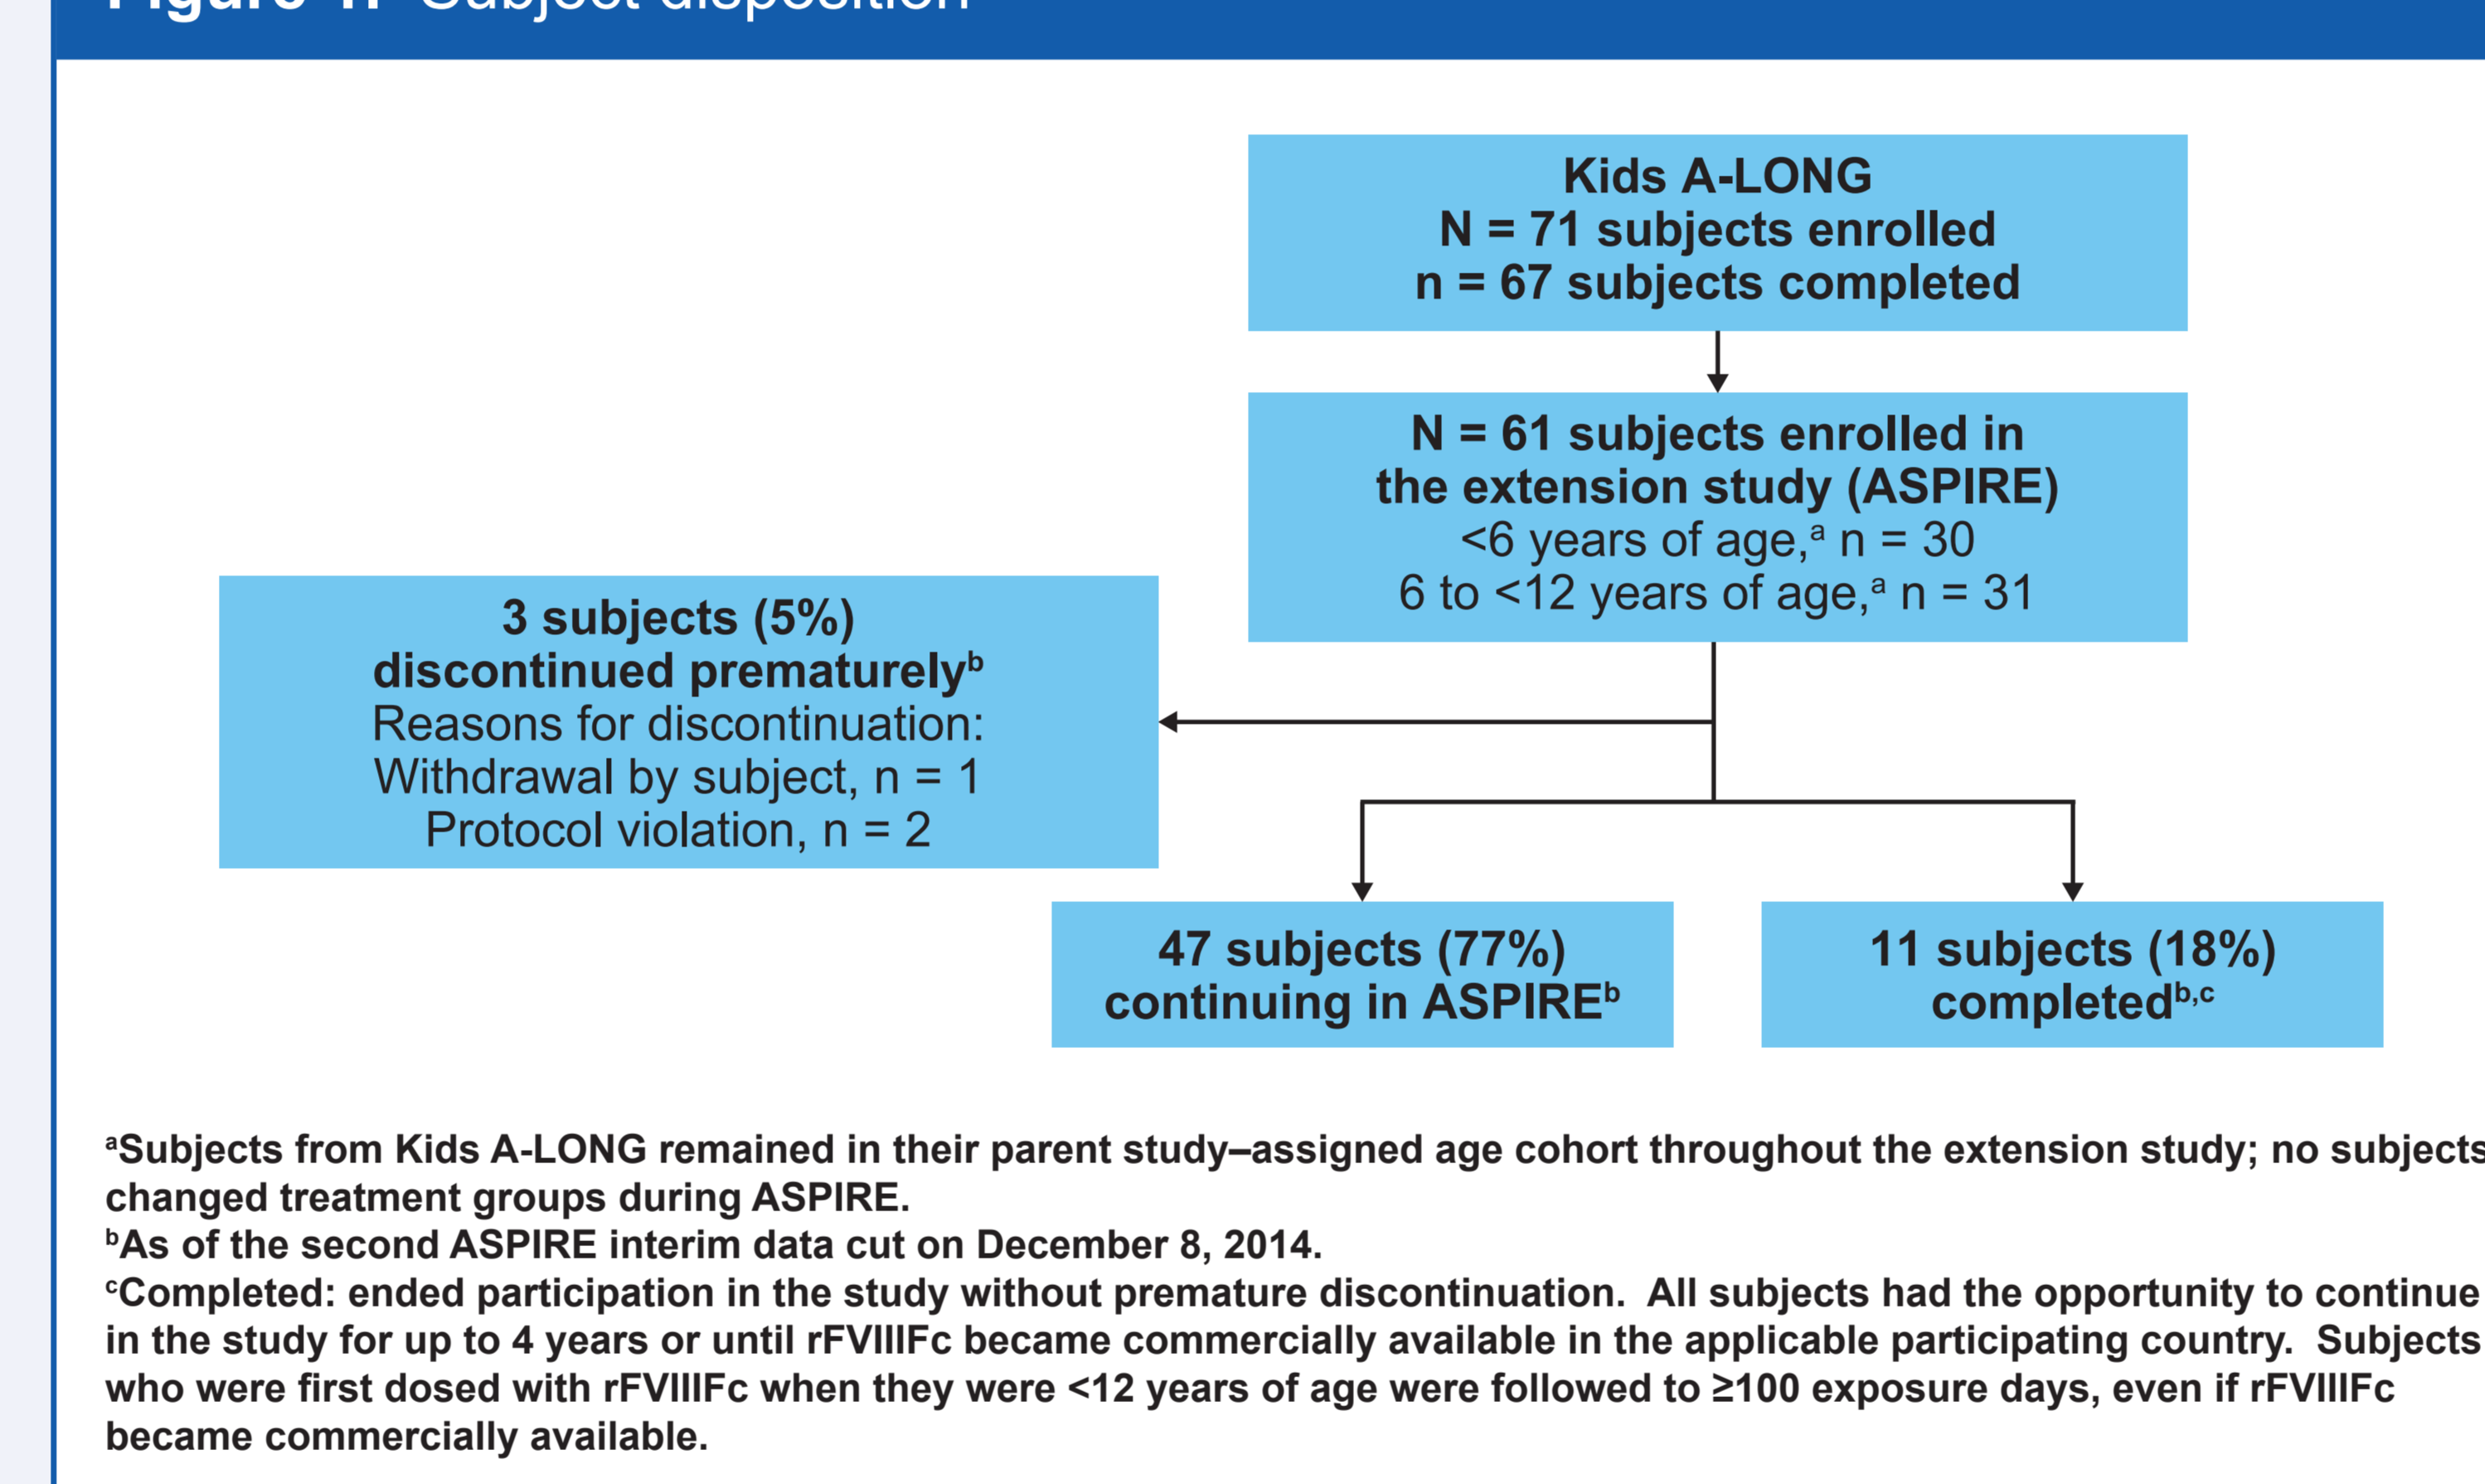 Figure 1. Subject disposition
Kids A-LONG
N = 71 subjects enrolled
n = 67 subjects completed
N = 61 subjects enrolled in
the extension study (ASPIRE)
<6 years of age,ᵃ n = 30
6 to <12 years of age,ᵃ n = 31
3 subjects (5%)
discontinued prematurelyᵇ
Reasons for discontinuation:
Withdrawal by subject, n = 1
Protocol violation, n = 2
47 subjects (77%)
continuing in ASPIREᵇ
11 subjects (18%)
completedᵇ,ᶜ
ᵃSubjects from Kids A-LONG remained in their parent study–assigned age cohort throughout the extension study; no subjects
changed treatment groups during ASPIRE.
ᵇAs of the second ASPIRE interim data cut on December 8, 2014.
ᶜCompleted: ended participation in the study without premature discontinuation. All subjects had the opportunity to continue
in the study for up to 4 years or until rFVIIIFc became commercially available in the applicable participating country. Subjects
who were first dosed with rFVIIIFc when they were <12 years of age were followed to ≥100 exposure days, even if rFVIIIFc
became commercially available.